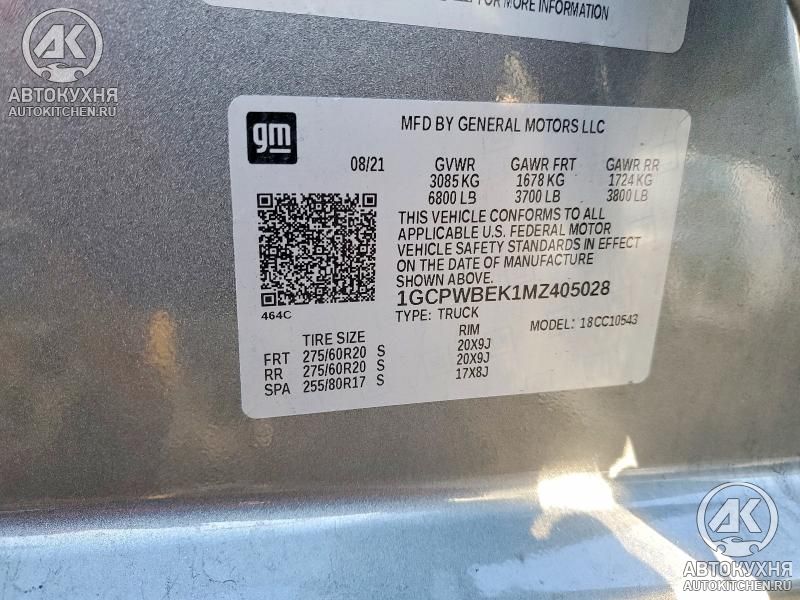 FOR MORE INFORMATION
АК
АВТОКУХНЯ
AUTOKITCHEN.RU
gm
MFD BY GENERAL MOTORS LLC
08/21 GVWR GAWR FRT GAWR RR
3085 KG 1678 KG 1724 KG
6800 LB 3700 LB 3800 LB
THIS VEHICLE CONFORMS TO ALL
APPLICABLE U.S. FEDERAL MOTOR
VEHICLE SAFETY STANDARDS IN EFFECT
ON THE DATE OF MANUFACTURE
SHOWN ABOVE.
1GCPWBEK1MZ405028
464C
TYPE: TRUCK MODEL: 18CC10543
TIRE SIZE RIM
FRT 275/60R20 S 20X9J
RR 275/60R20 S 20X9J
SPA 255/80R17 S 17X8J
АК
АВТОКУХНЯ
AUTOKITCHEN.RU